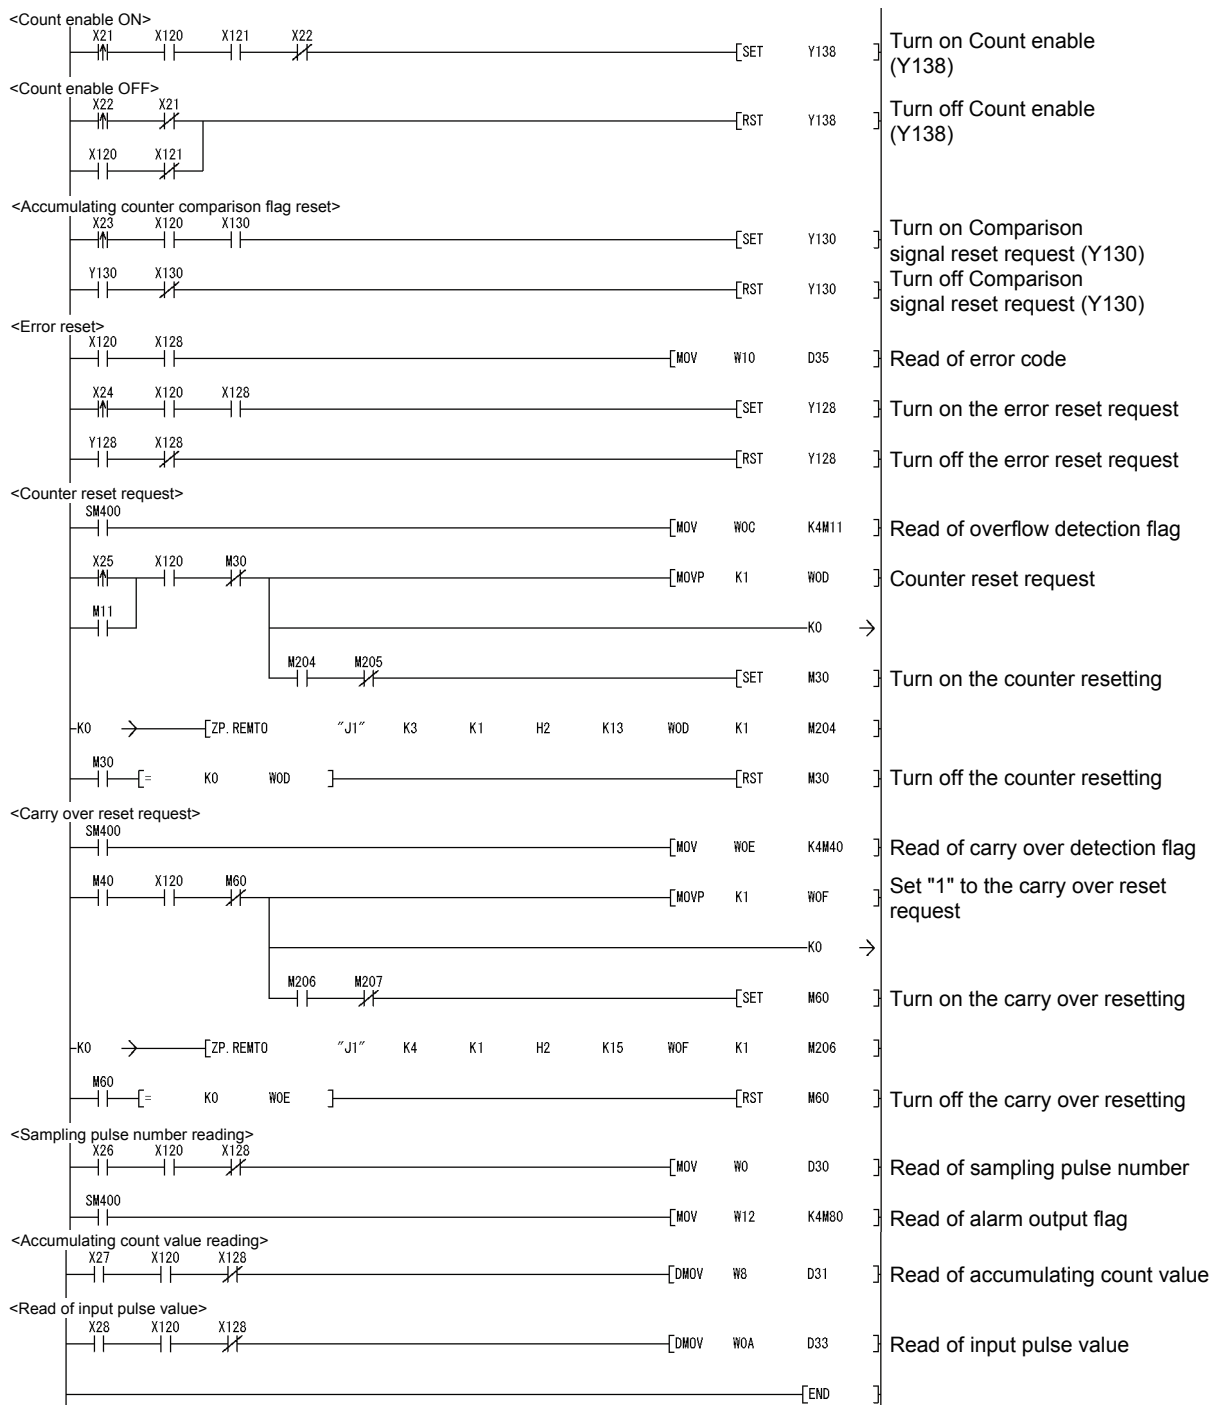 <Count enable ON>
X21 X120 X121 X22
SET Y138 Turn on Count enable
(Y138)
<Count enable OFF>
X22 X21
RST Y138 Turn off Count enable
(Y138)
X120 X121
<Accumulating counter comparison flag reset>
X23 X120 X130
SET Y130 Turn on Comparison
signal reset request (Y130)
Y130 X130
RST Y130 Turn off Comparison
signal reset request (Y130)
<Error reset>
X120 X128
MOV W10 D35 Read of error code
X24 X120 X128
SET Y128 Turn on the error reset request
Y128 X128
RST Y128 Turn off the error reset request
<Counter reset request>
SM400
MOV W0C K4M11 Read of overflow detection flag
X25 X120 M30
MOVP K1 W0D Counter reset request
M11
K0
M204 M205
SET M30 Turn on the counter resetting
K0 ZP.REMTO "J1" K3 K1 H2 K13 W0D K1 M204
M30
= K0 W0D RST M30 Turn off the counter resetting
<Carry over reset request>
SM400
MOV W0E K4M40 Read of carry over detection flag
M40 X120 M60
MOVP K1 W0F Set "1" to the carry over reset
request
K0
M206 M207
SET M60 Turn on the carry over resetting
K0 ZP.REMTO "J1" K4 K1 H2 K15 W0F K1 M206
M60
= K0 W0E RST M60 Turn off the carry over resetting
<Sampling pulse number reading>
X26 X120 X128
MOV W0 D30 Read of sampling pulse number
SM400
MOV W12 K4M80 Read of alarm output flag
<Accumulating count value reading>
X27 X120 X128
DMOV W8 D31 Read of accumulating count value
<Read of input pulse value>
X28 X120 X128
DMOV W0A D33 Read of input pulse value
END